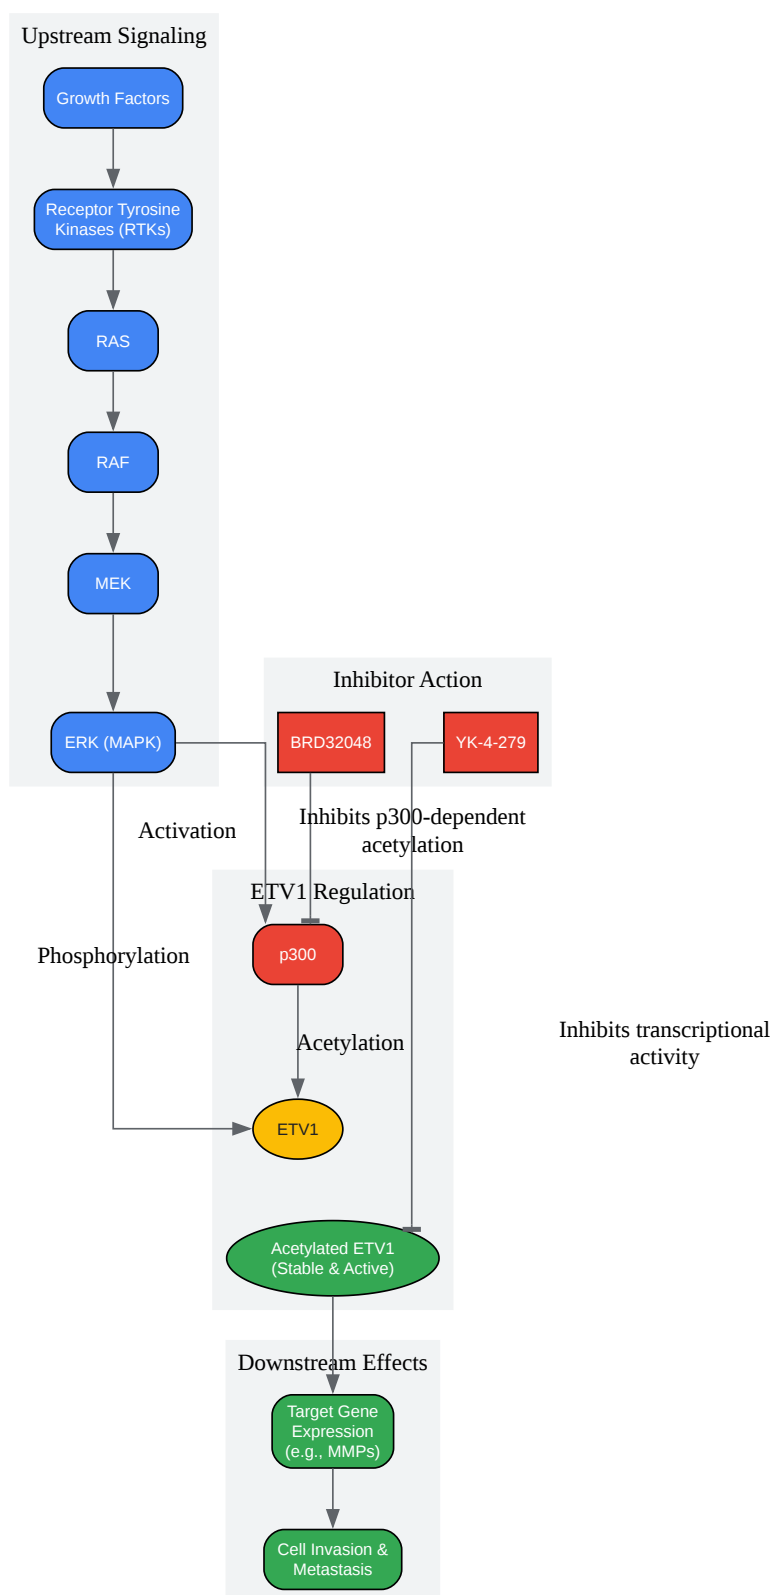 Upstream Signaling
Growth Factors
Receptor Tyrosine
Kinases (RTKs)
RAS
RAF
MEK
Inhibitor Action
ERK (MAPK)
BRD32048
YK-4-279
Activation
Inhibits p300-dependent
acetylation
ETV1 Regulation
Phosphorylation
p300
Inhibits transcriptional
activity
Acetylation
ETV1
Acetylated ETV1
(Stable & Active)
Downstream Effects
Target Gene
Expression
(e.g., MMPs)
Cell Invasion &
Metastasis